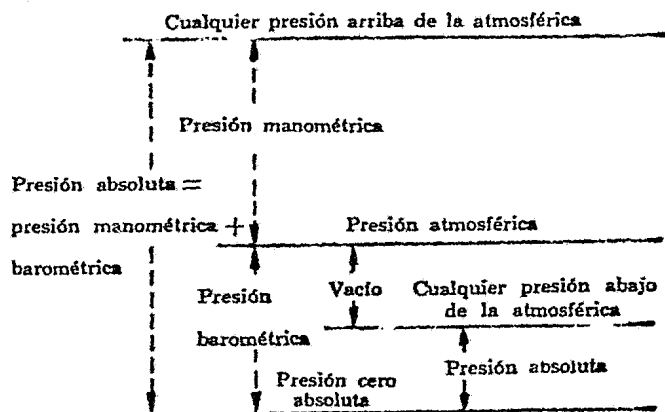 Cualquier presión arriba de la atmosférica
Presión manométrica
Presión absoluta =
presión manométrica +
barométrica
Presión atmosférica
Presión
barométrica
Vacío
Cualquier presión abajo
de la atmosférica
Presión cero
absoluta
Presión absoluta